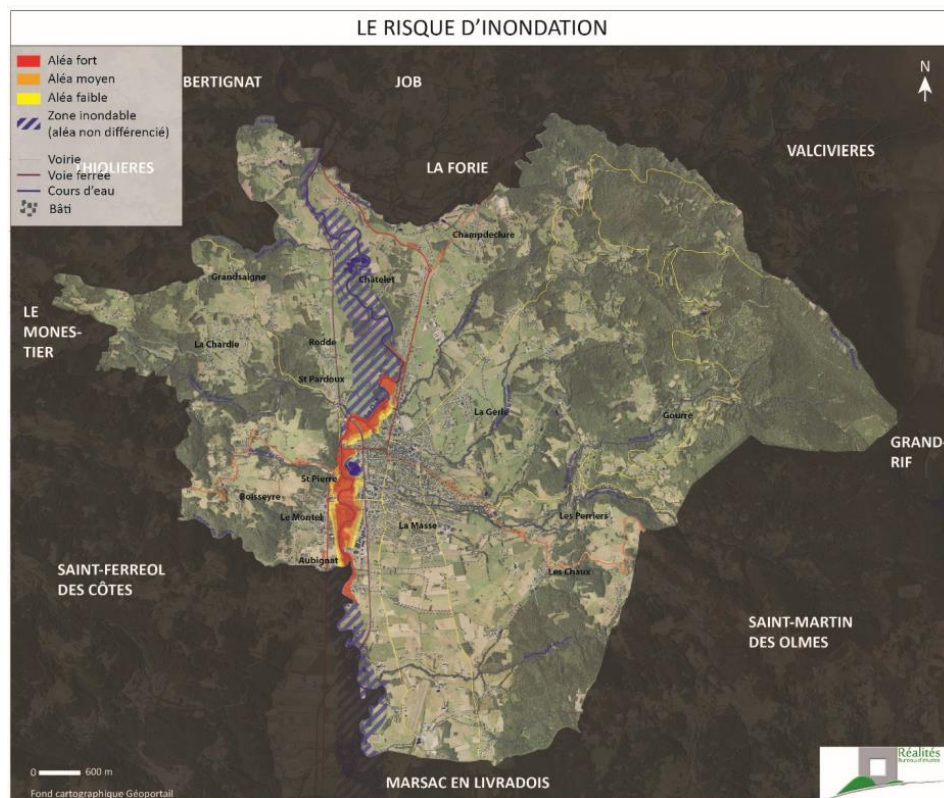 LE RISQUE D'INONDATION
Aléa fort
Aléa moyen
Aléa faible
Zone inondable
(aléa non différencié)
Voirie
Voie ferrée
Cours d'eau
Bâti
BERTIGNAT
JOB
N
THIOLIERES
LA FORIE
VALCIVIERES
Champdeclure
Grandsaigne
Châtelet
LE
MONES-
TIER
La Chardie
Rodde
St Pardoux
La Gerle
Gourre
GRAND-
RIF
St Pierre
Boisseyre
Le Montel
La Masse
Les Perriers
Aubignat
Les Chaux
SAINT-FERREOL
DES CÔTES
SAINT-MARTIN
DES OLMES
0 600 m
MARSAC EN LIVRADOIS
Fond cartographique Géoportail
Réalités
Bureau d'études